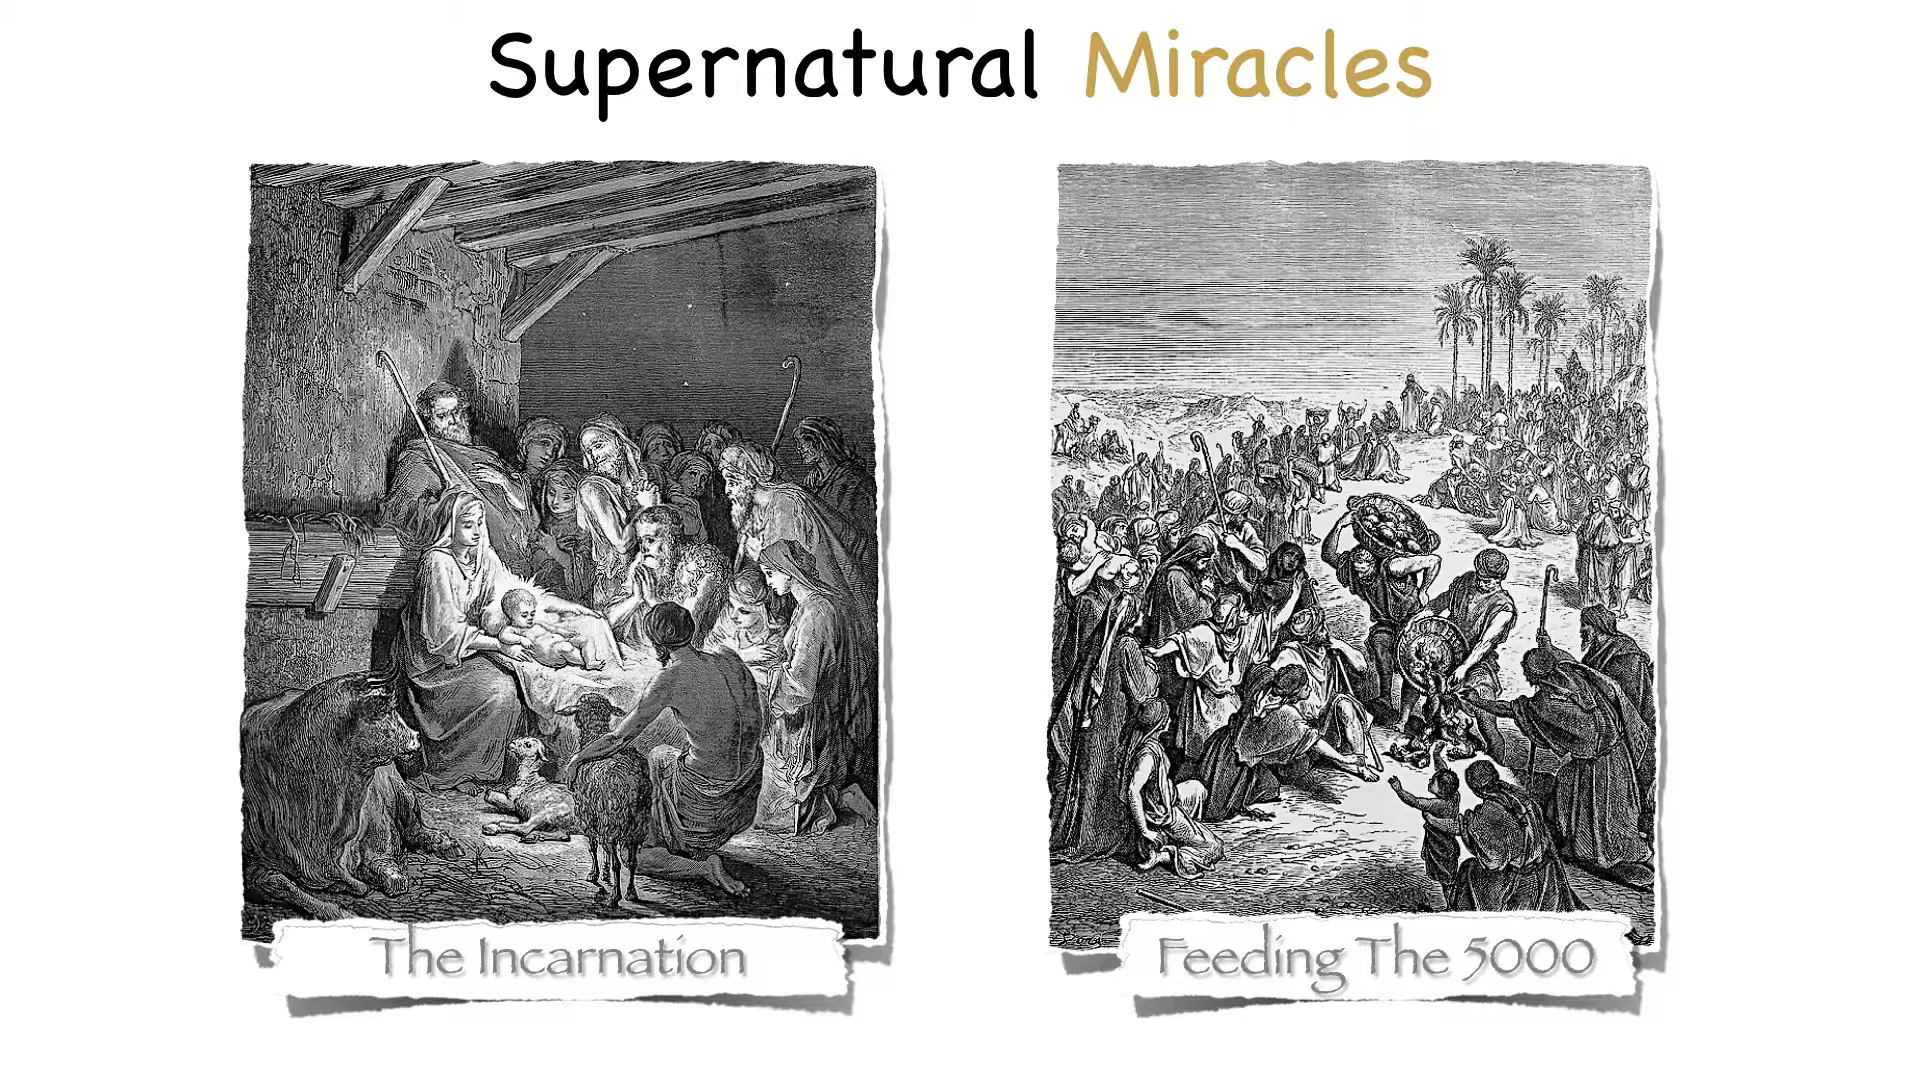 Supernatural Miracles
The Incarnation
Feeding The 5000